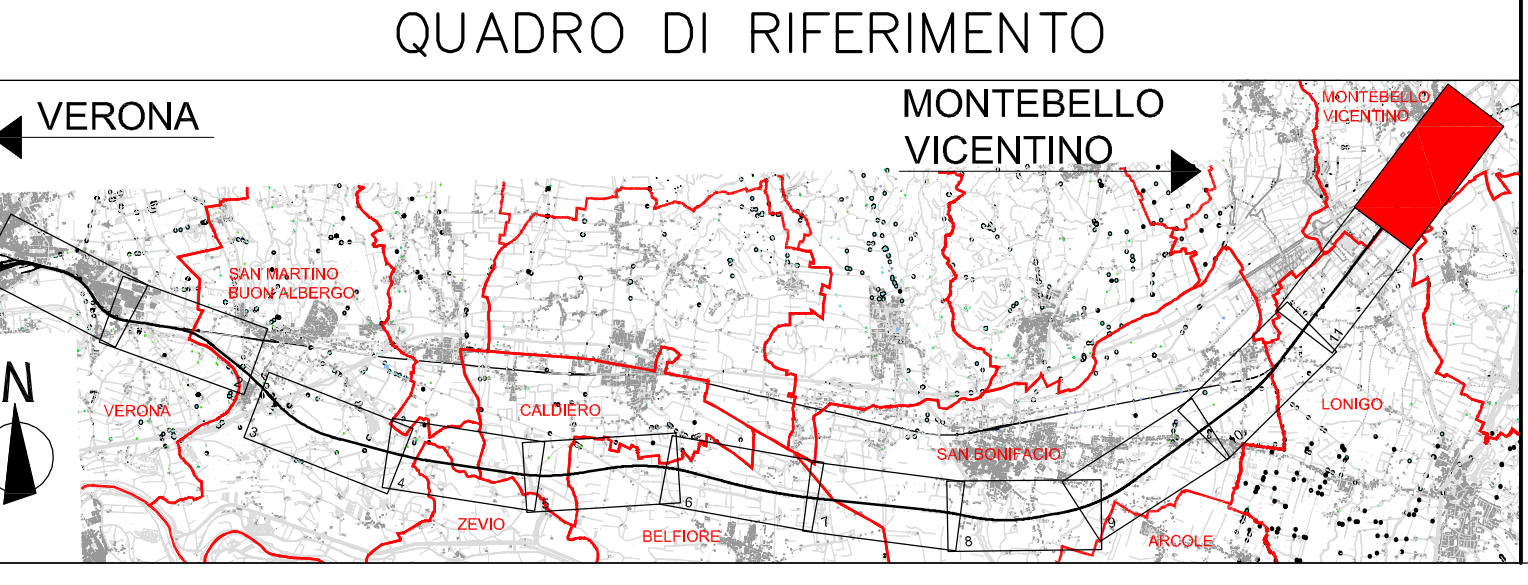 QUADRO DI RIFERIMENTO
VERONA
MONTEBELLO
VICENTINO
MONTEBELLO
VICENTINO
SAN MARTINO
BUON ALBERGO
N
VERONA
CALDIERO
LONIGO
SAN BONIFACIO
ZEVIO
BELFIORE
ARCOLE
3
4
5
6
7
8
9
10
11